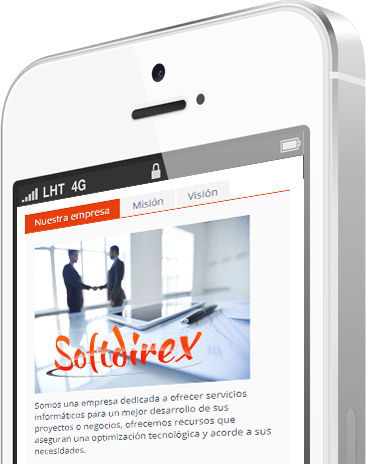 LHT 4G
Nuestra empresa Misión Visión
Softdirex
Somos una empresa dedicada a ofrecer servicios
informáticos para un mejor desarrollo de sus
proyectos o negocios, ofrecemos recursos que
aseguran una optimización tecnológica y acorde a sus
necesidades.